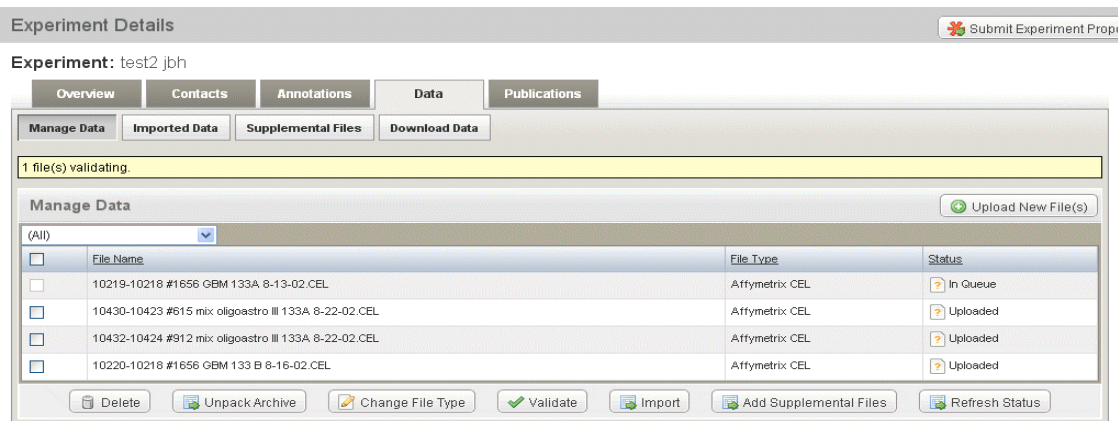 Experiment Details
Submit Experiment Prope
Experiment: test2 jbh
Overview Contacts Annotations Data Publications
Manage Data Imported Data Supplemental Files Download Data
1 file(s) validating.
Manage Data Upload New File(s)
(All)
File Name File Type Status
10219-10218 #1656 GBM 133A 8-13-02.CEL Affymetrix CEL In Queue
10430-10423 #615 mix oligoastro III 133A 8-22-02.CEL Affymetrix CEL Uploaded
10432-10424 #912 mix oligoastro III 133A 8-22-02.CEL Affymetrix CEL Uploaded
10220-10218 #1656 GBM 133 B 8-16-02.CEL Affymetrix CEL Uploaded
Delete Unpack Archive Change File Type Validate Import Add Supplemental Files Refresh Status